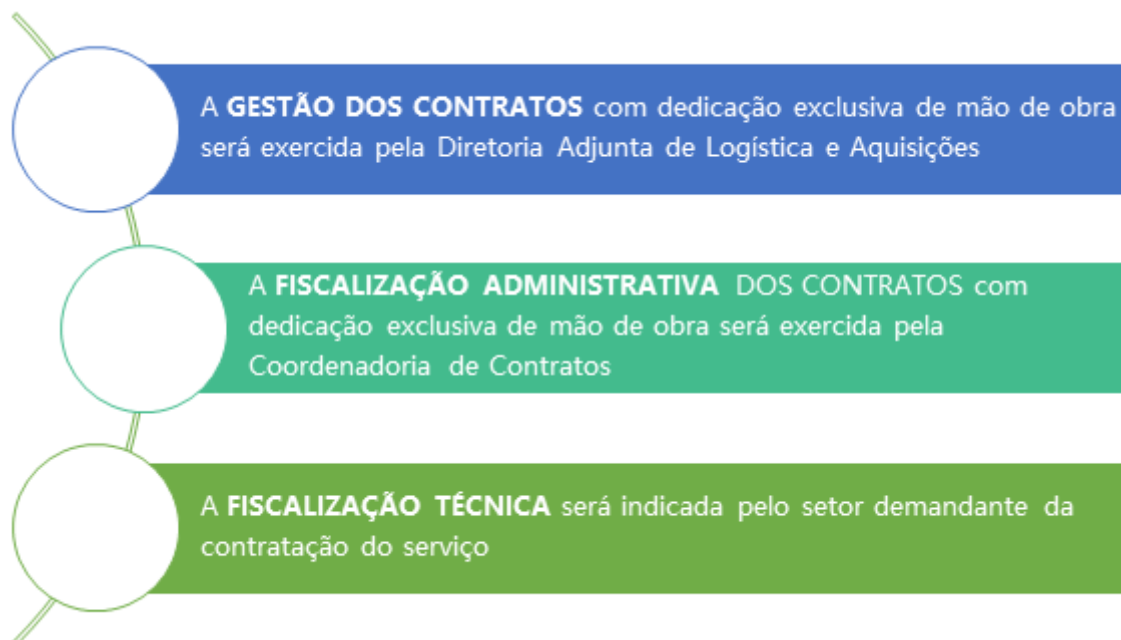 A GESTÃO DOS CONTRATOS com dedicação exclusiva de mão de obra
será exercida pela Diretoria Adjunta de Logística e Aquisições
A FISCALIZAÇÃO ADMINISTRATIVA DOS CONTRATOS com
dedicação exclusiva de mão de obra será exercida pela
Coordenadoria de Contratos
A FISCALIZAÇÃO TÉCNICA será indicada pelo setor demandante da
contratação do serviço